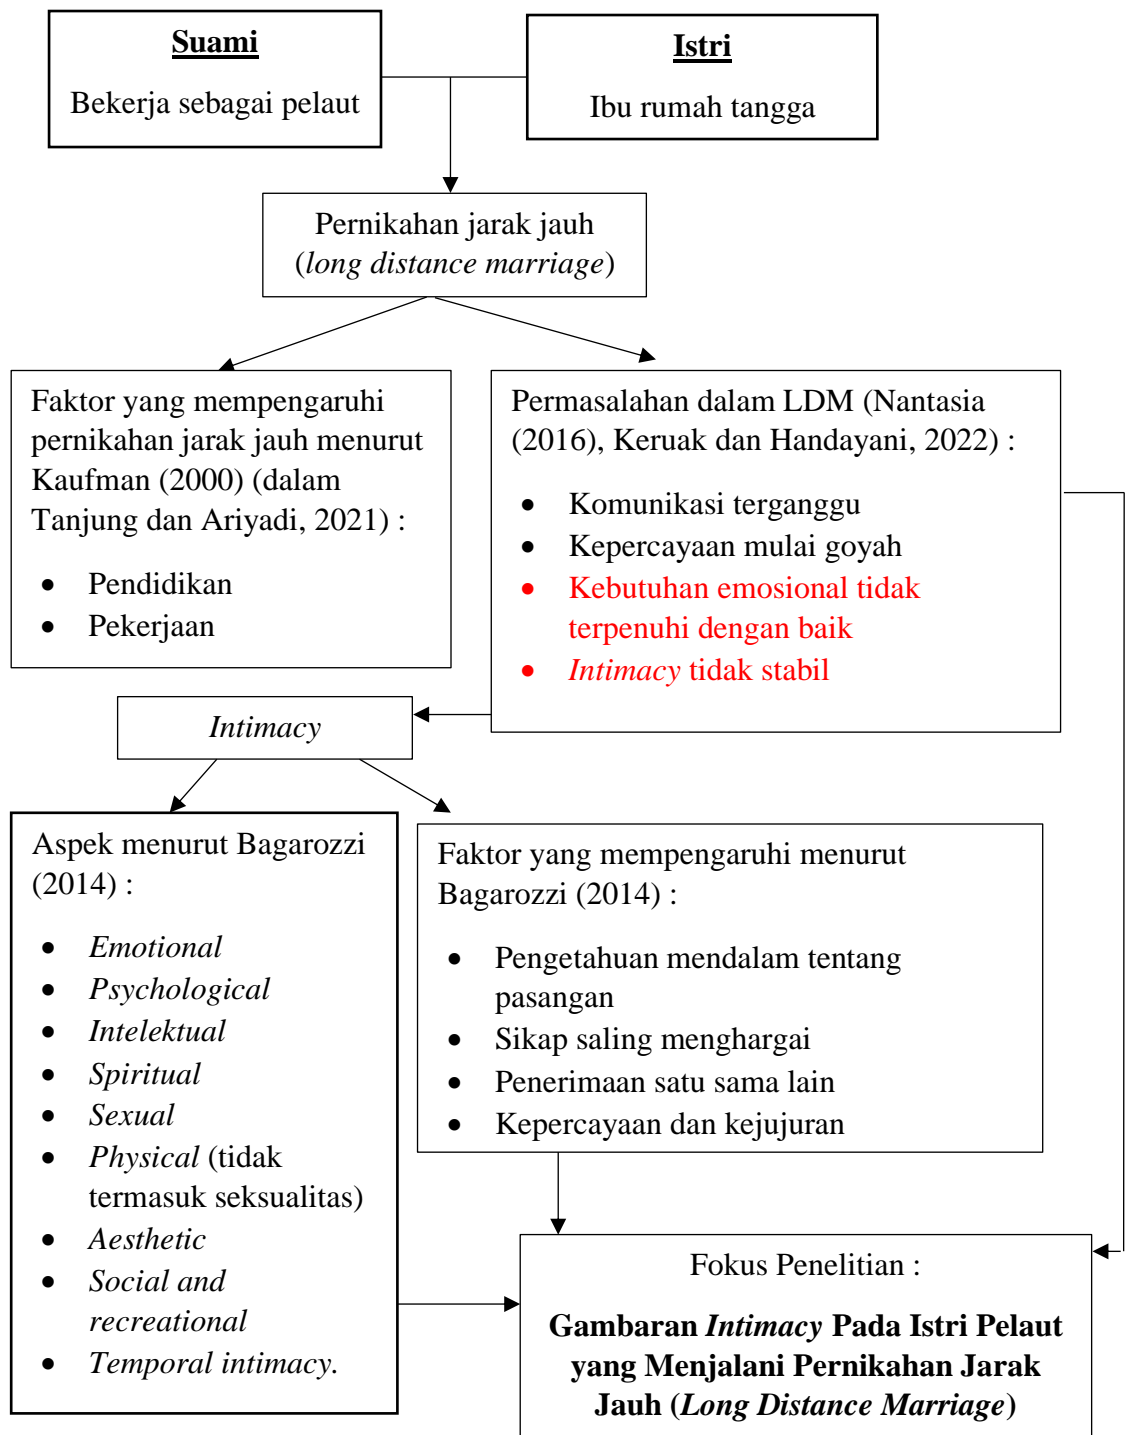 Suami
Bekerja sebagai pelaut
Istri
Ibu rumah tangga
Pernikahan jarak jauh
(long distance marriage)
Faktor yang mempengaruhi
pernikahan jarak jauh menurut
Kaufman (2000) (dalam
Tanjung dan Ariyadi, 2021) :
• Pendidikan
• Pekerjaan
Permasalahan dalam LDM (Nantasia
(2016), Keruak dan Handayani, 2022) :
• Komunikasi terganggu
• Kepercayaan mulai goyah
• Kebutuhan emosional tidak
terpenuhi dengan baik
• Intimacy tidak stabil
Intimacy
Aspek menurut Bagarozzi
(2014) :
• Emotional
• Psychological
• Intelektual
• Spiritual
• Sexual
• Physical (tidak
termasuk seksualitas)
• Aesthetic
• Social and
recreational
• Temporal intimacy.
Faktor yang mempengaruhi menurut
Bagarozzi (2014) :
• Pengetahuan mendalam tentang
pasangan
• Sikap saling menghargai
• Penerimaan satu sama lain
• Kepercayaan dan kejujuran
Fokus Penelitian :
Gambaran Intimacy Pada Istri Pelaut
yang Menjalani Pernikahan Jarak
Jauh (Long Distance Marriage)